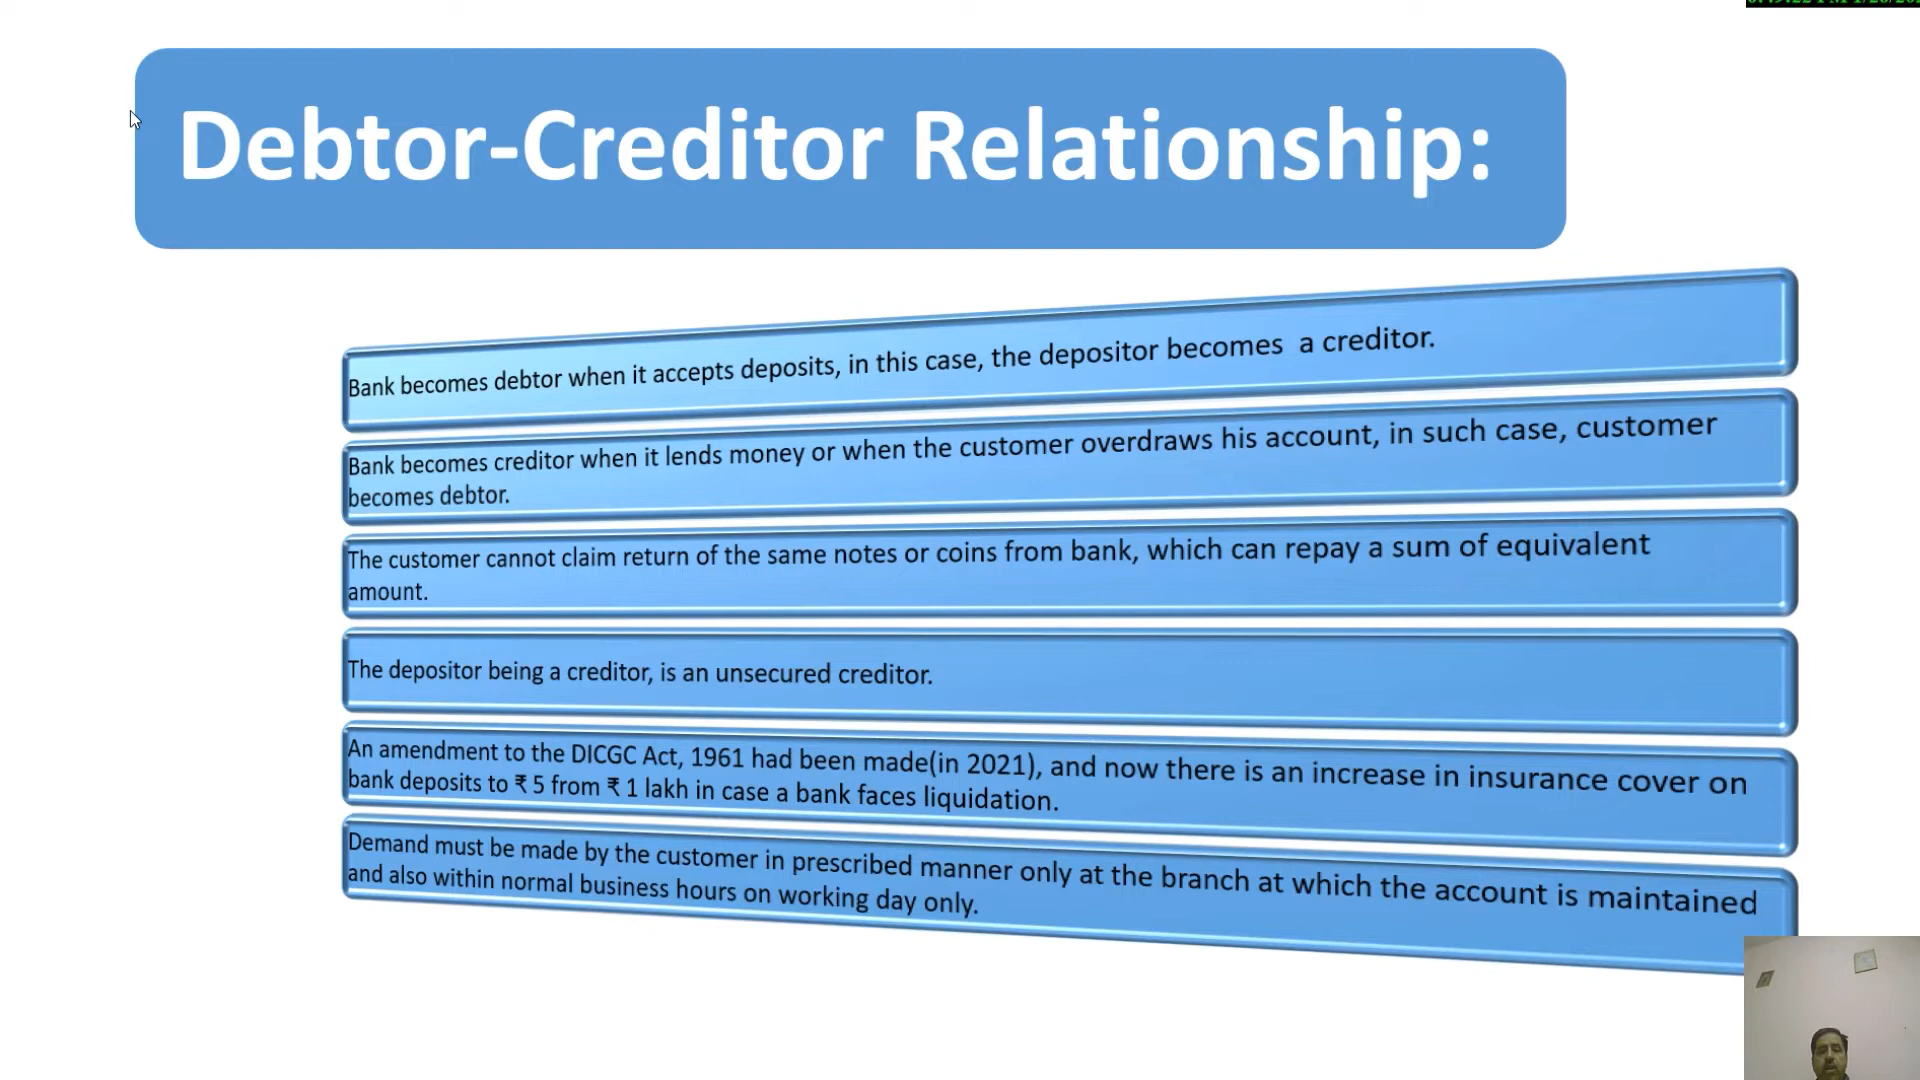 Debtor-Creditor Relationship:
Bank becomes debtor when it accepts deposits, in this case, the depositor becomes a creditor.
Bank becomes creditor when it lends money or when the customer overdraws his account, in such case, customer
becomes debtor.
The customer cannot claim return of the same notes or coins from bank, which can repay a sum of equivalent
amount.
The depositor being a creditor, is an unsecured creditor.
An amendment to the DICGC Act, 1961 had been made(in 2021), and now there is an increase in insurance cover on
bank deposits to ₹ 5 from ₹ 1 lakh in case a bank faces liquidation.
Demand must be made by the customer in prescribed manner only at the branch at which the account is maintained
and also within normal business hours on working day only.